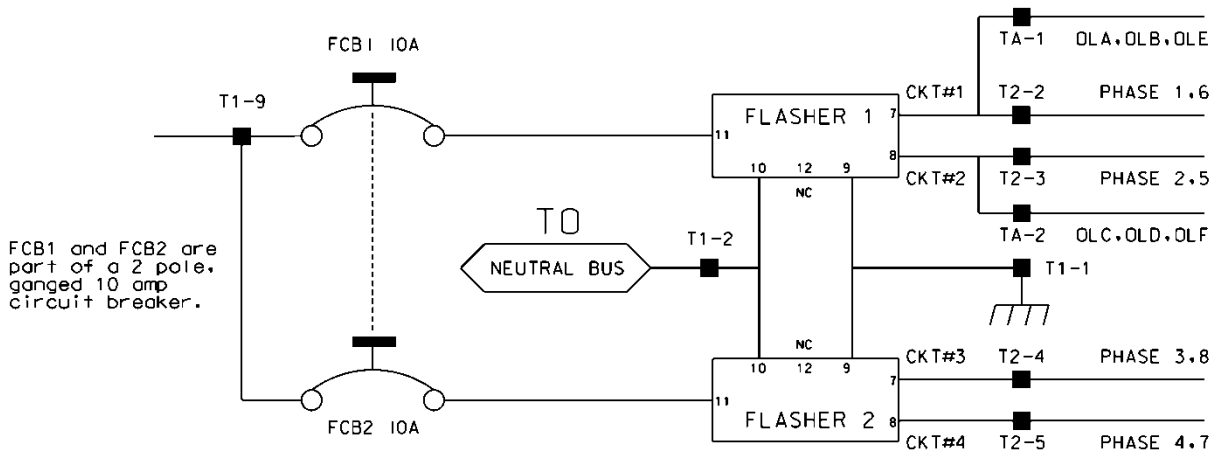 TA-1 OLA,OLB,OLE
FCB1 10A
T1-9
CKT#1 T2-2 PHASE 1,6
FLASHER 1
11
7
8
10 12 9
NC
CKT#2 T2-3 PHASE 2,5
TA-2 OLC,OLD,OLF
TO
NEUTRAL BUS
T1-2
T1-1
FCB1 and FCB2 are
part of a 2 pole,
ganged 10 amp
circuit breaker.
NC
10 12 9
CKT#3 T2-4 PHASE 3,8
7
11
FLASHER 2
8
FCB2 10A
CKT#4 T2-5 PHASE 4,7